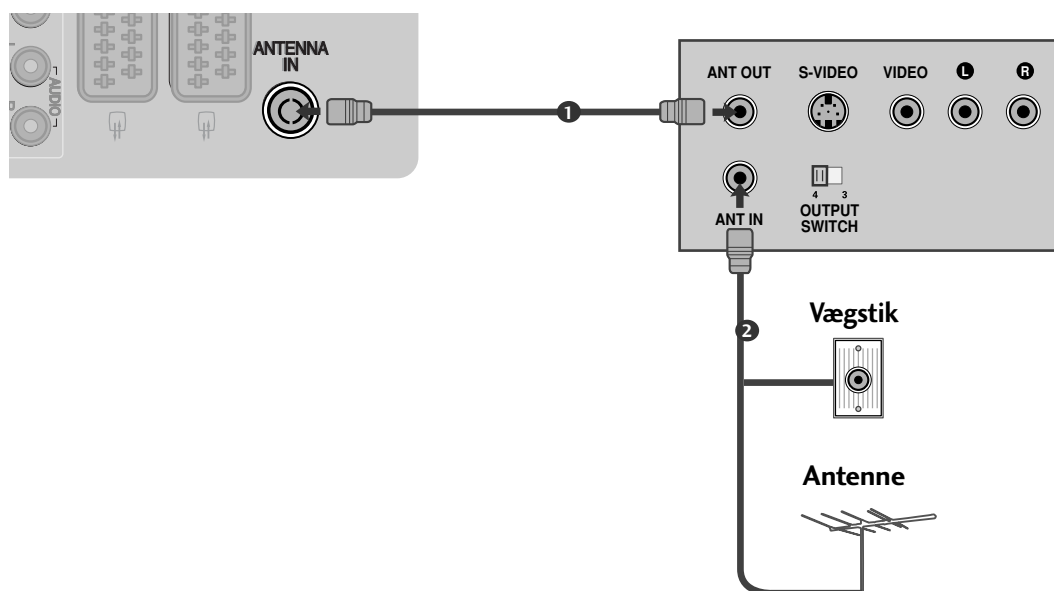 AUDIO
ANTENNA
IN
1
ANT OUT
S-VIDEO
VIDEO
L
R
ANT IN
4 3
OUTPUT
SWITCH
2
Vægstik
Antenne